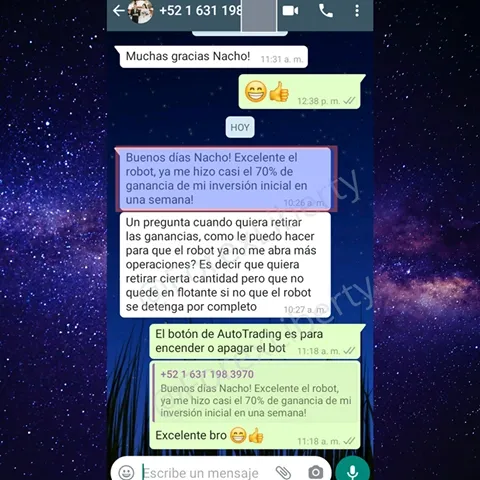 +52 1 631 198
Muchas gracias Nacho!
11:31 a. m.
12:38 p. m.
HOY
Buenos días Nacho! Excelente el
robot, ya me hizo casi el 70% de
ganancia de mi inversión inicial en
una semana!
10:26 a. m.
Un pregunta cuando quiera retirar
las ganancias, como le puedo hacer
para que el robot ya no me abra más
operaciones? Es decir que quiera
retirar cierta cantidad pero que no
quede en flotante si no que el robot
se detenga por completo
10:27 a. m.
El botón de AutoTrading es para
encender o apagar el bot
11:18 a. m.
+52 1 631 198 3970
Buenos días Nacho! Excelente el robot,
ya me hizo casi el 70% de ganancia de mi
inversión inicial en una semana!
Excelente bro
11:18 a. m.
Escribe un mensaje